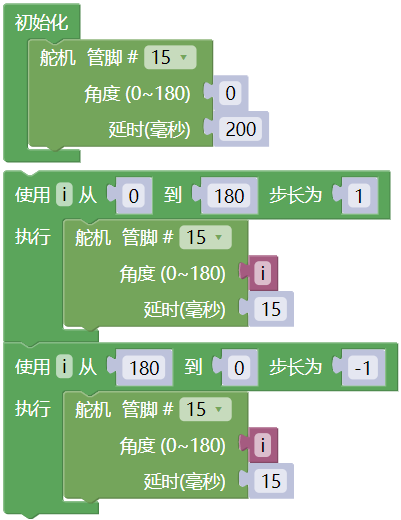 初始化
舵机 管脚 # 15
角度 (0~180) 0
延时(毫秒) 200
使用 i 从 0 到 180 步长为 1
执行 舵机 管脚 # 15
角度 (0~180) i
延时(毫秒) 15
使用 i 从 180 到 0 步长为 -1
执行 舵机 管脚 # 15
角度 (0~180) i
延时(毫秒) 15